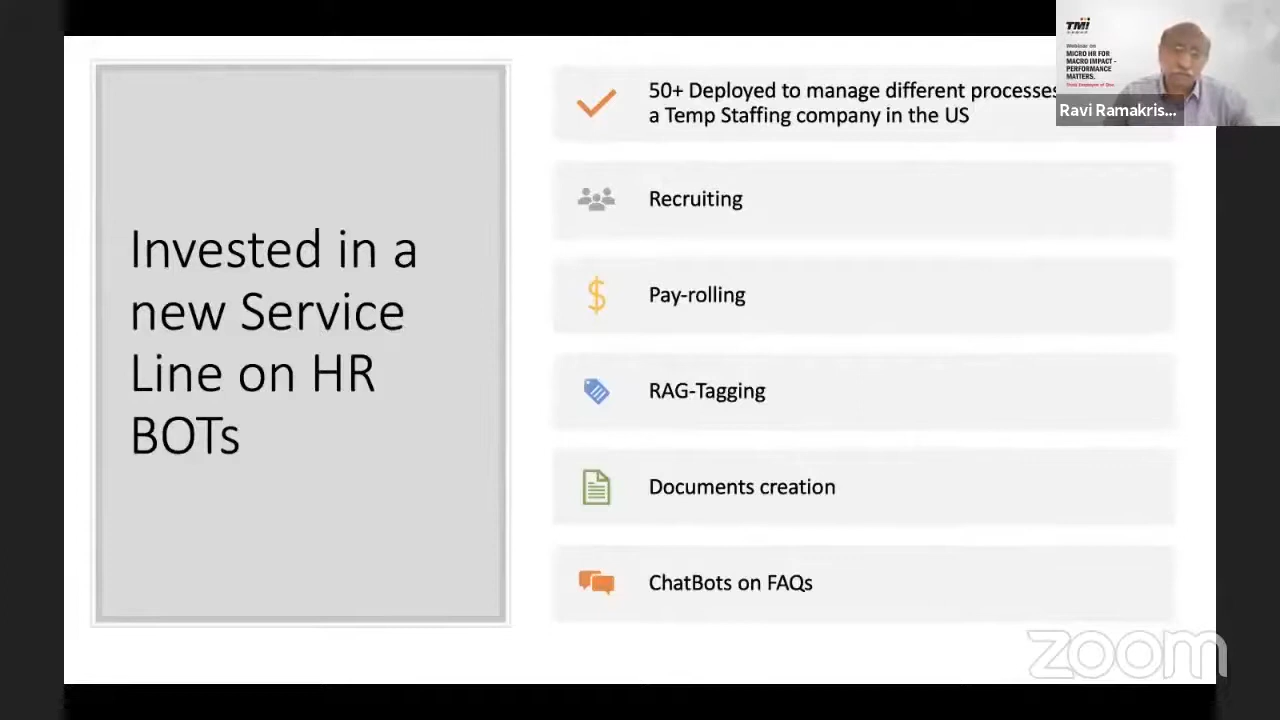 Invested in a
new Service
Line on HR
BOTs
50+ Deployed to manage different processes
a Temp Staffing company in the US
Recruiting
Pay-rolling
RAG-Tagging
Documents creation
ChatBots on FAQs
TMI
Webinar on
MICRO HR FOR
MACRO IMPACT -
PERFORMANCE
MATTERS.
Ravi Ramakris...
zoom